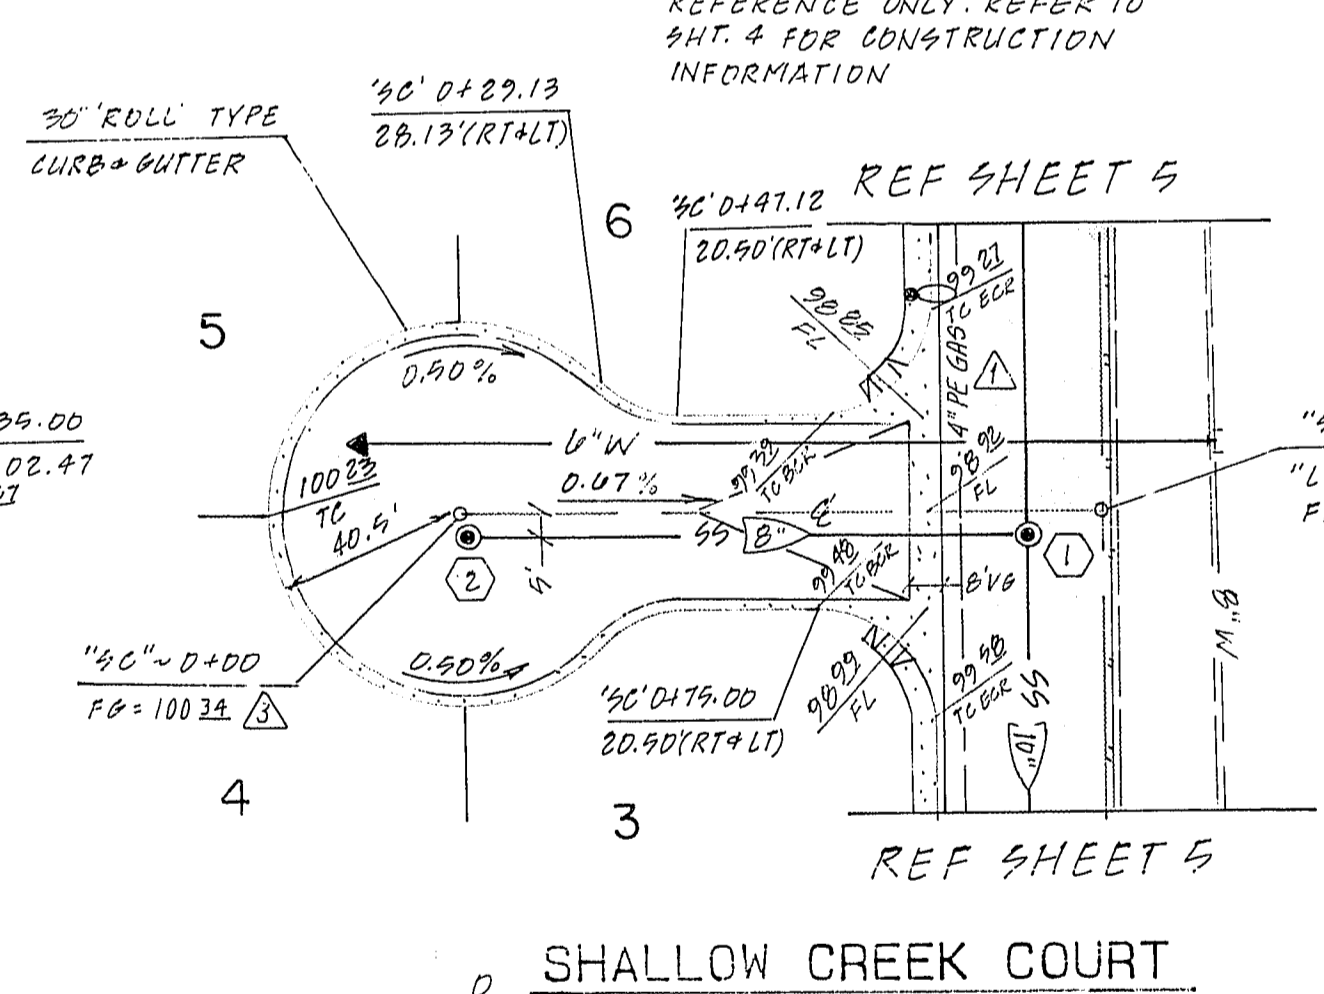 REFERENCE ONLY. REFER TO
SHT. 4 FOR CONSTRUCTION
INFORMATION
30" 'ROLL' TYPE
CURB & GUTTER
'SC' 0+29.13
28.13'(RT&LT)
6
'SC' 0+47.12
20.50'(RT&LT)
REF SHEET 5
5
98 85
FL
99 27
TC ECR
4" PE GAS
1
0.50%
35.00
02.47
6"W
0.67%
99 39
TC BCR
98 92
FL
100 23
TC
40.5'
SS
8"
2
5'
99 48
TC BCR
1
8'VG
8"W
"L
F
"SC" ~ 0+00
FG = 100 34
3
0.50%
'SC' 0+75.00
20.50'(RT&LT)
98 99
FL
99 58
TC ECR
SS
10"
4
3
REF SHEET 5
SHALLOW CREEK COURT